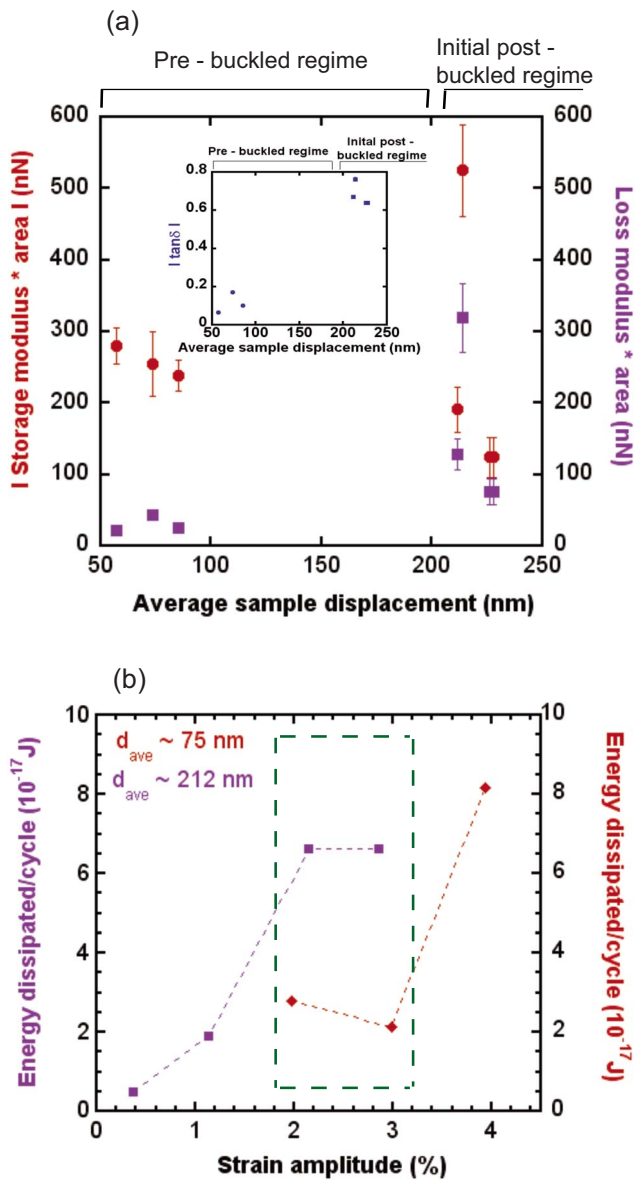 (a)
Pre - buckled regime
Initial post -
buckled regime
600
500
400
300
200
100
0
I Storage modulus * area I (nN)
600
500
400
300
200
100
0
Loss modulus * area (nN)
50
100
150
200
250
Average sample displacement (nm)
Pre - buckled regime
Inital post -
buckled regime
0.8
0.6
0.4
0.2
0
I tanδ I
50
100
150
200
250
Average sample displacement (nm)
(b)
10
8
6
4
2
0
Energy dissipated/cycle (10-17J)
d_ave ~ 75 nm
d_ave ~ 212 nm
10
8
6
4
2
0
Energy dissipated/cycle (10-17J)
0
1
2
3
4
Strain amplitude (%)